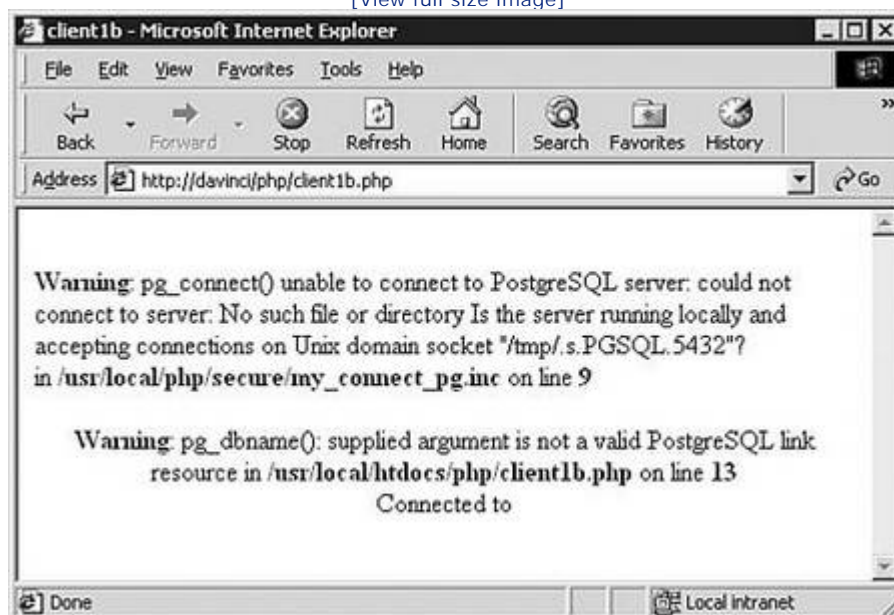 [View full size image]
client1b - Microsoft Internet Explorer
File Edit View Favorites Tools Help
Back Forward Stop Refresh Home Search Favorites History »
Address http://davinci/php/client1b.php Go
Warning: pg_connect() unable to connect to PostgreSQL server: could not
connect to server: No such file or directory Is the server running locally and
accepting connections on Unix domain socket "/tmp/.s.PGSQL.5432"?
in /usr/local/php/secure/my_connect_pg.inc on line 9
Warning: pg_dbname(): supplied argument is not a valid PostgreSQL link
resource in /usr/local/htdocs/php/client1b.php on line 13
Connected to
Done Local intranet